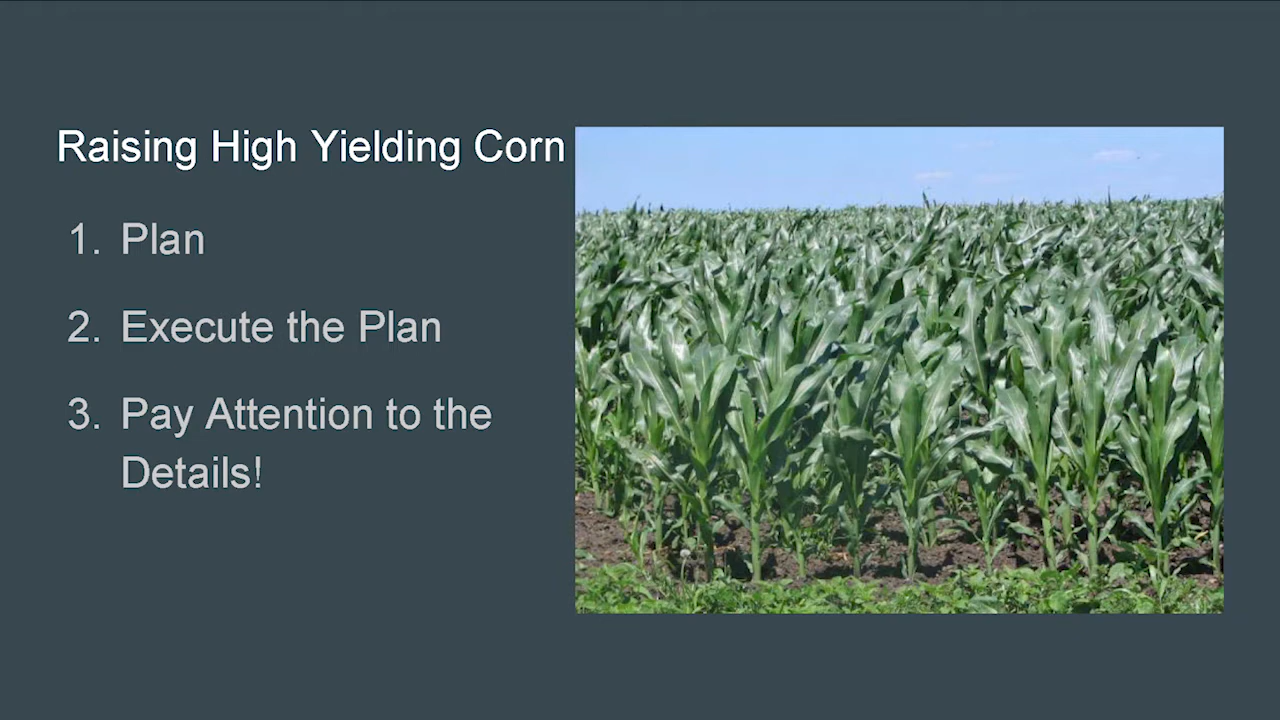 Raising High Yielding Corn
1. Plan
2. Execute the Plan
3. Pay Attention to the
Details!